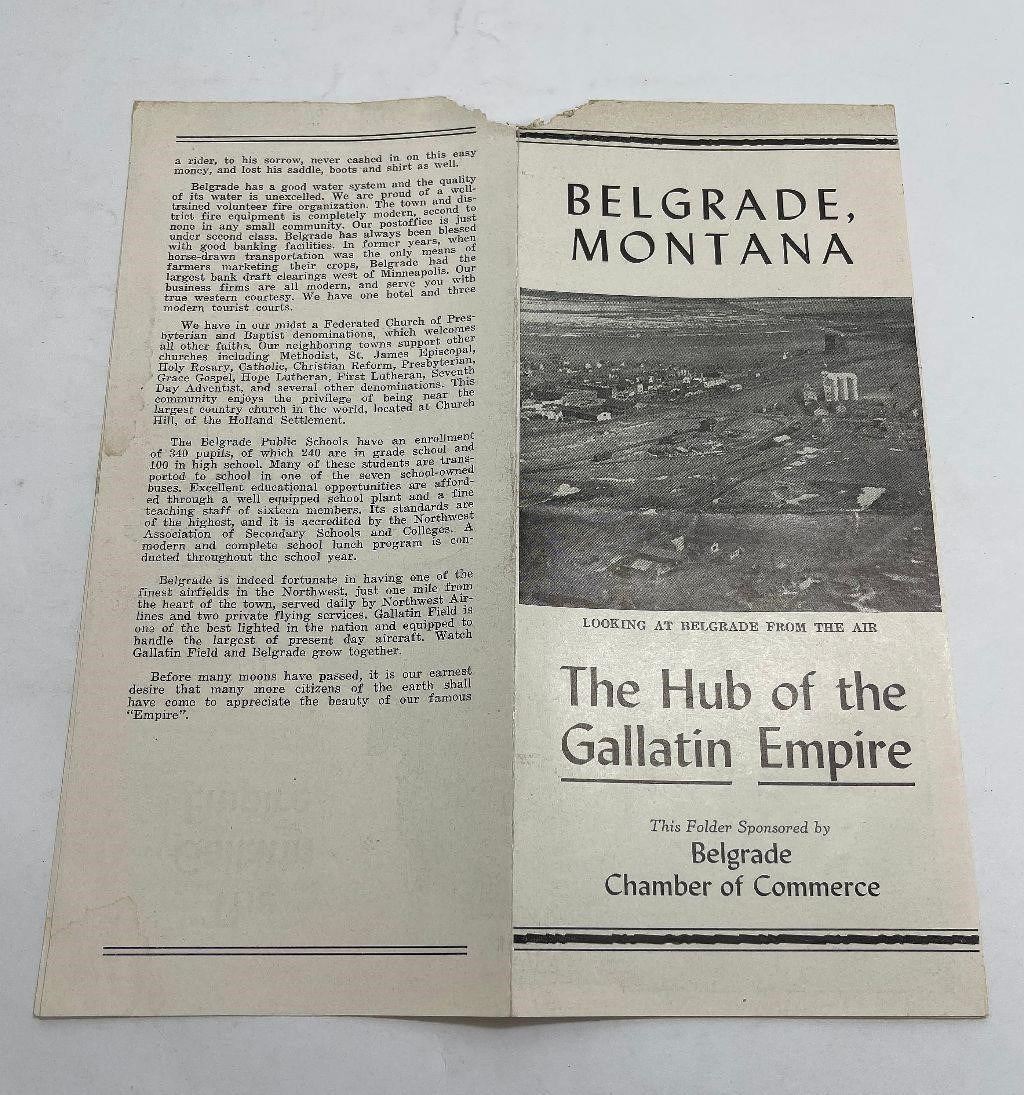 a rider, to his sorrow, never cashed in on this easy
money, and lost his saddle, boots and shirt as well.
Belgrade has a good water system and the quality
of its water is unexcelled. We are proud of a well-
trained volunteer fire organization. The town and dis-
trict fire equipment is completely modern, second to
none in any small community. Our postoffice is just
under second class. Belgrade has always been blessed
with good banking facilities. In former years, when
horse-drawn transportation was the only means of
farmers marketing their crops, Belgrade had the
largest bank draft clearings west of Minneapolis. Our
business firms are all modern, and serve you with
true western courtesy. We have one hotel and three
modern tourist courts.
We have in our midst a Federated Church of Pres-
byterian and Baptist denominations, which welcomes
all other faiths. Our neighboring towns support other
churches including Methodist, St. James Episcopal,
Holy Rosary, Catholic, Christian Reform, Presbyterian,
Grace Gospel, Hope Lutheran, First Lutheran, Seventh
Day Adventist, and several other denominations. This
community enjoys the privilege of being near the
largest country church in the world, located at Church
Hill, of the Holland Settlement.
The Belgrade Public Schools have an enrollment
of 340 pupils, of which 240 are in grade school and
100 in high school. Many of these students are trans-
ported to school in one of the seven school-owned
buses. Excellent educational opportunities are afford-
ed through a well equipped school plant and a fine
teaching staff of sixteen members. Its standards are
of the highest, and it is accredited by the Northwest
Association of Secondary Schools and Colleges. A
modern and complete school lunch program is con-
ducted throughout the school year.
Belgrade is indeed fortunate in having one of the
finest airfields in the Northwest, just one mile from
the heart of the town, served daily by Northwest Air-
lines and two private flying services. Gallatin Field is
one of the best lighted in the nation and equipped to
handle the largest of present day aircraft. Watch
Gallatin Field and Belgrade grow together.
Before many moons have passed, it is our earnest
desire that many more citizens of the earth shall
have come to appreciate the beauty of our famous
"Empire".
BELGRADE,
MONTANA
LOOKING AT BELGRADE FROM THE AIR
The Hub of the
Gallatin Empire
This Folder Sponsored by
Belgrade
Chamber of Commerce